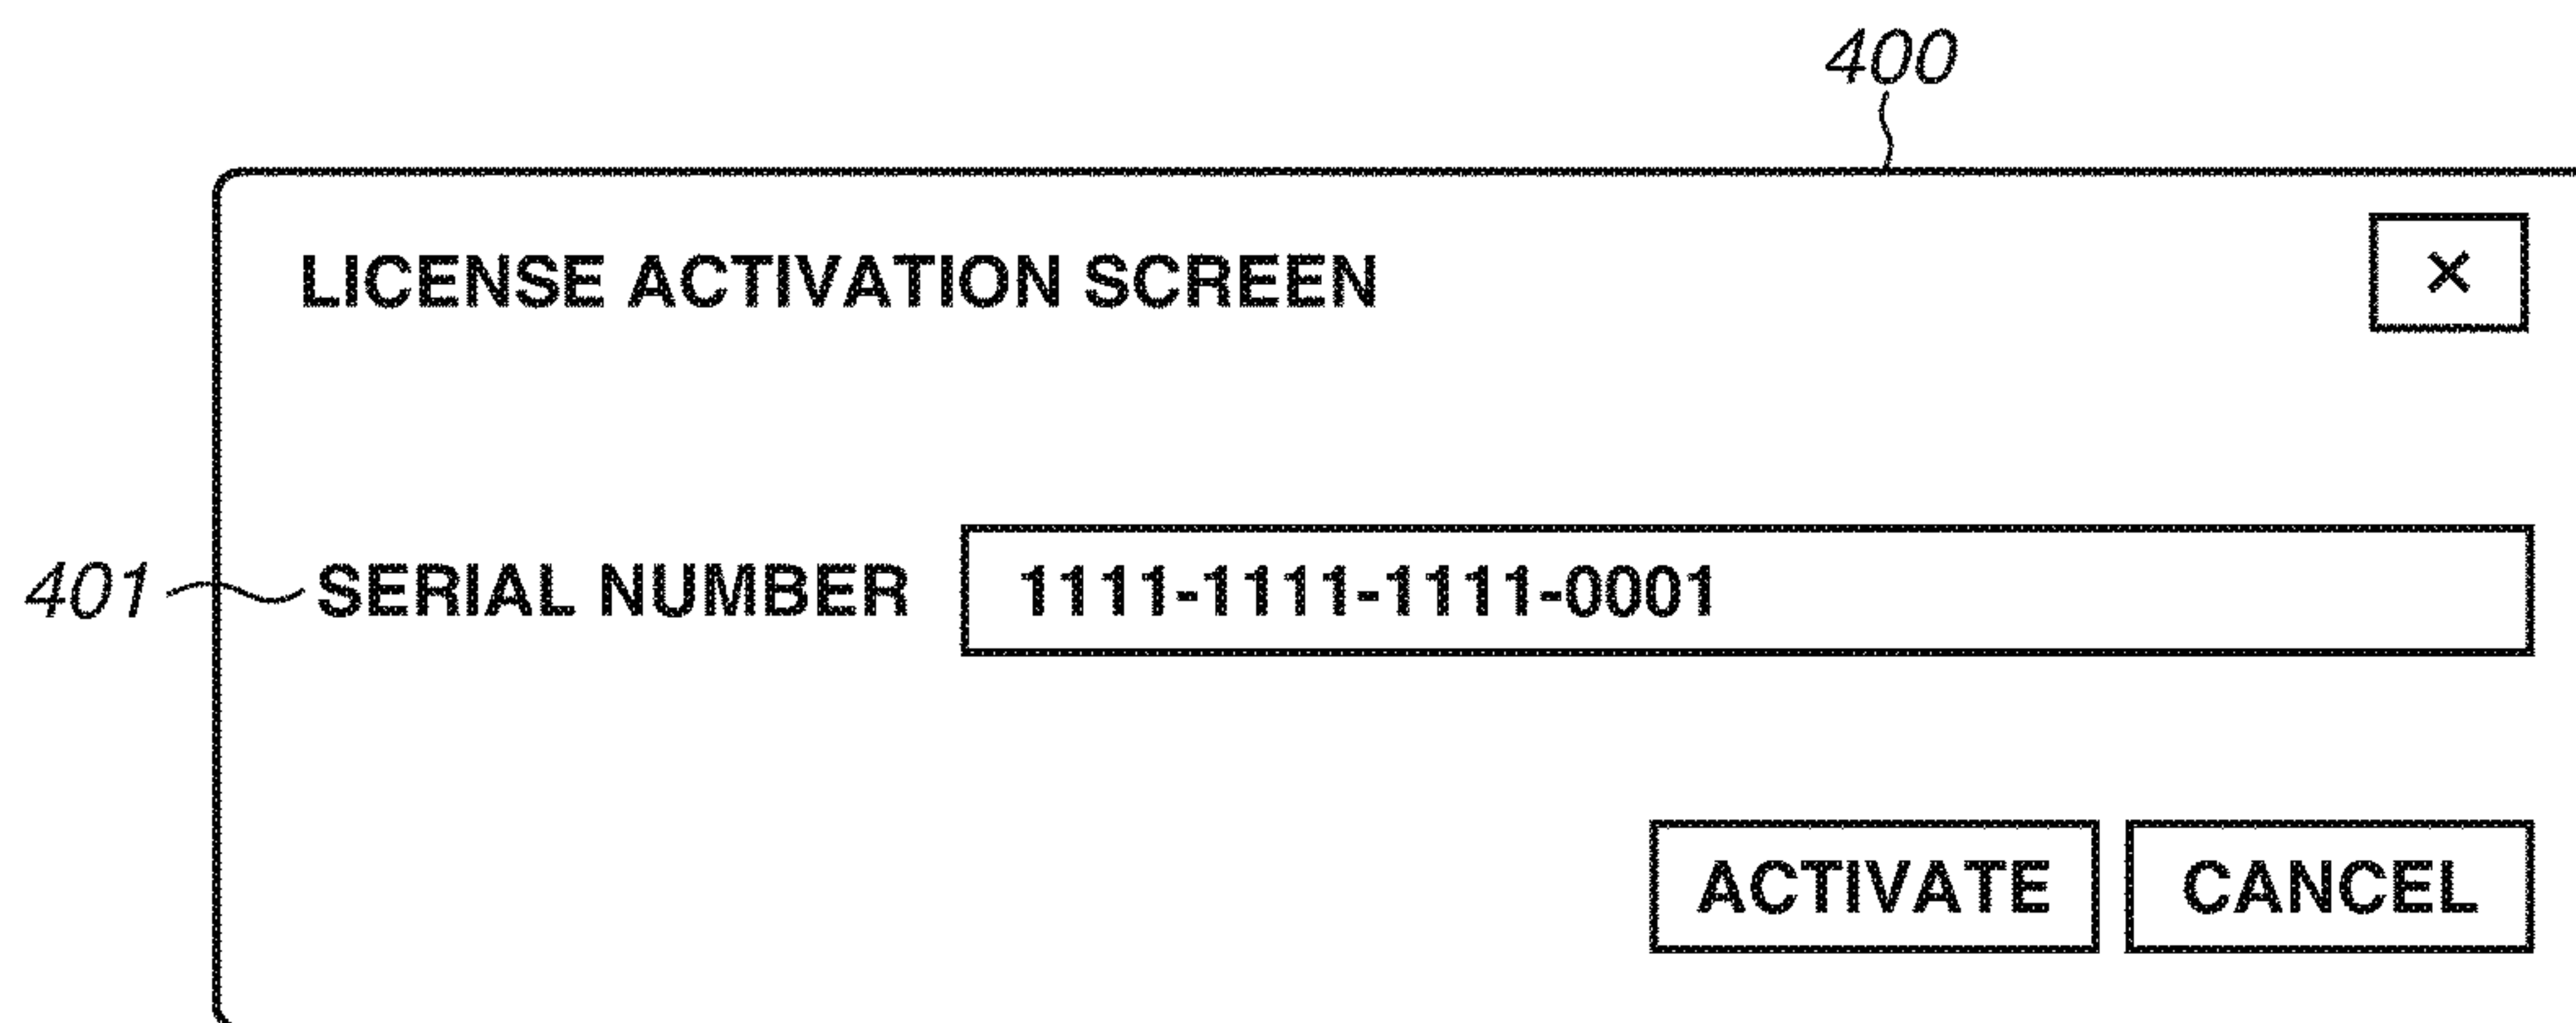 400
LICENSE ACTIVATION SCREEN ×
401 SERIAL NUMBER 1111-1111-1111-0001
ACTIVATE CANCEL